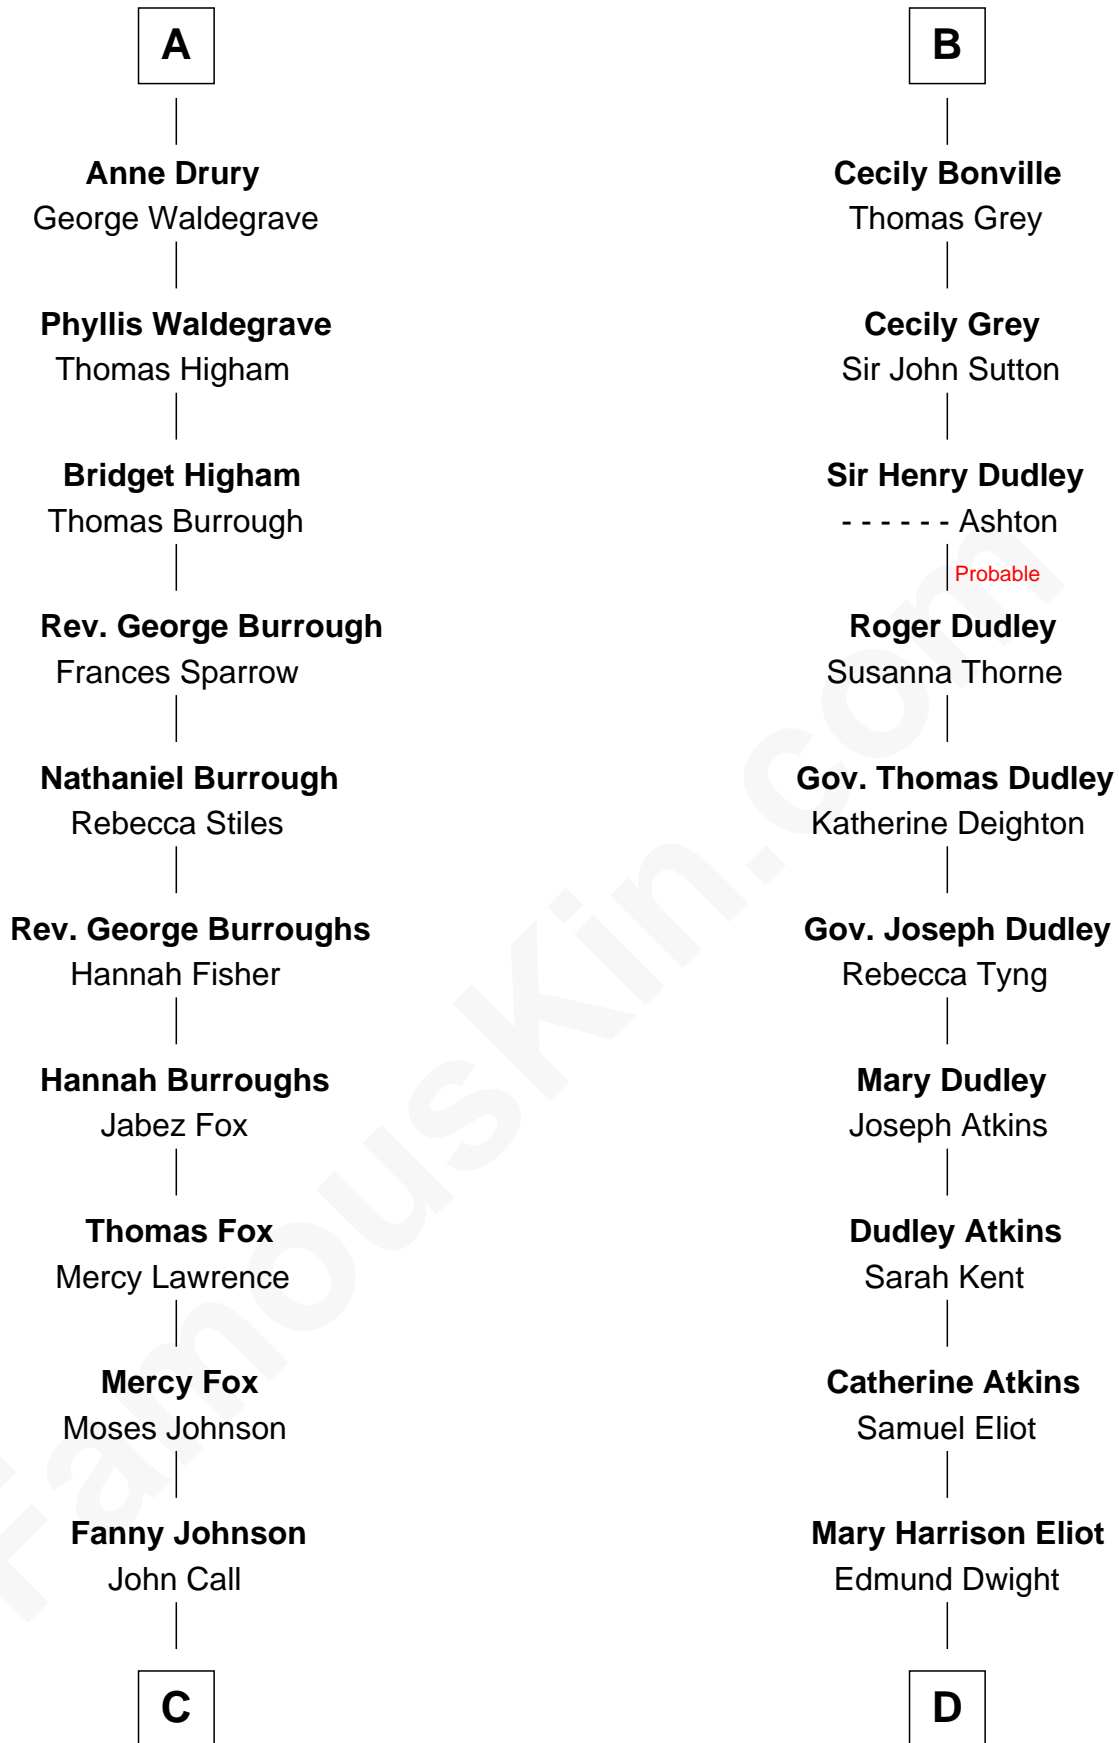 A
Anne Drury
George Waldegrave
Phyllis Waldegrave
Thomas Higham
Bridget Higham
Thomas Burrough
Rev. George Burrough
Frances Sparrow
Nathaniel Burrough
Rebecca Stiles
Rev. George Burroughs
Hannah Fisher
Hannah Burroughs
Jabez Fox
Thomas Fox
Mercy Lawrence
Mercy Fox
Moses Johnson
Fanny Johnson
John Call
C
B
Cecily Bonville
Thomas Grey
Cecily Grey
Sir John Sutton
Sir Henry Dudley
- - - - - - Ashton
Probable
Roger Dudley
Susanna Thorne
Gov. Thomas Dudley
Katherine Deighton
Gov. Joseph Dudley
Rebecca Tyng
Mary Dudley
Joseph Atkins
Dudley Atkins
Sarah Kent
Catherine Atkins
Samuel Eliot
Mary Harrison Eliot
Edmund Dwight
D
FamousKin.com